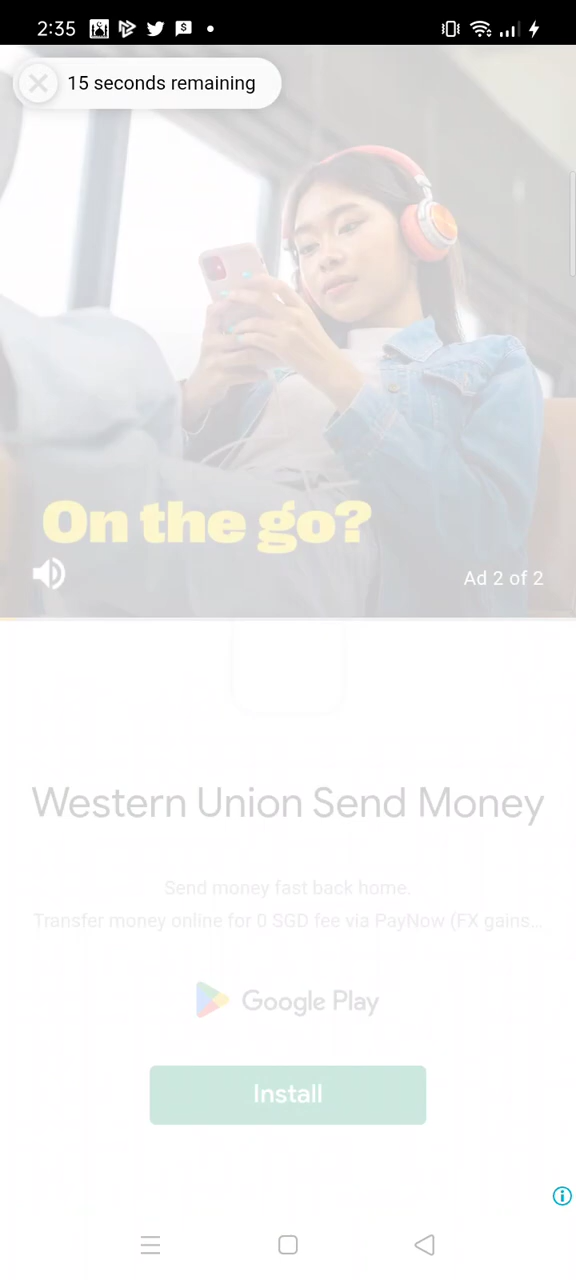 2:35
15 seconds remaining
On the go?
Ad 2 of 2
Western Union Send Money
Send money fast back home.
Transfer money online for 0 SGD fee via PayNow (FX gains...
Google Play
Install